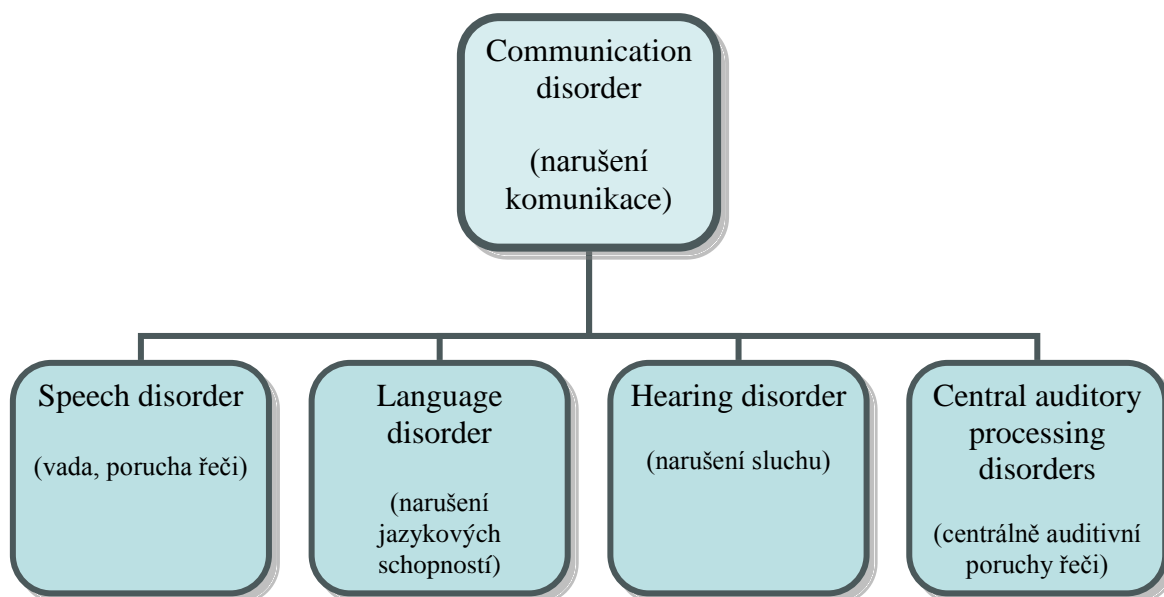 Communication
disorder
(narušení
komunikace)
Speech disorder
(vada, porucha řeči)
Language
disorder
(narušení
jazykových
schopností)
Hearing disorder
(narušení sluchu)
Central auditory
processing
disorders
(centrálně auditivní
poruchy řeči)